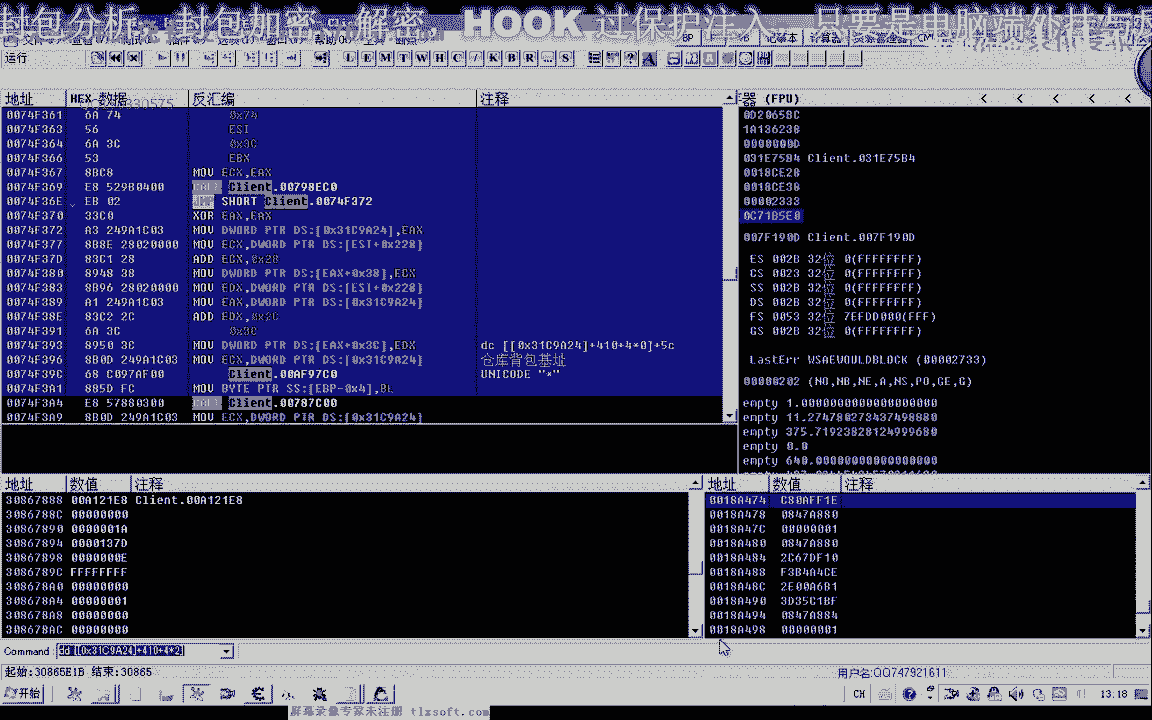 封包分析,,封包加密,,解密,, HOOK 过保护注入, 只要是电脑端外挂与
运行
L E M T W H C / K B R ... S
地址 HEX 数据 反汇编 注释
0074F361 6A 74 0x74
0074F363 56 ESI
0074F364 6A 3C 0x3C
0074F366 53 EBX
0074F367 8BC8 MOV ECX,EAX
0074F369 E8 529B0400 CALL Client.00798EC0
0074F36E EB 02 JMP SHORT Client.0074F372
0074F370 33C0 XOR EAX,EAX
0074F372 A3 249A1C03 MOV DWORD PTR DS:[0x31C9A24],EAX
0074F377 8B8E 28020000 MOV ECX,DWORD PTR DS:[ESI+0x228]
0074F37D 83C1 28 ADD ECX,0x28
0074F380 8948 38 MOV DWORD PTR DS:[EAX+0x38],ECX
0074F383 8B96 28020000 MOV EDX,DWORD PTR DS:[ESI+0x228]
0074F389 A1 249A1C03 MOV EAX,DWORD PTR DS:[0x31C9A24]
0074F38E 83C2 2C ADD EDX,0x2C
0074F391 6A 3C 0x3C
0074F393 8950 3C MOV DWORD PTR DS:[EAX+0x3C],EDX dc [[0x31C9A24]+410+4*0]+5c
0074F396 8B0D 249A1C03 MOV ECX,DWORD PTR DS:[0x31C9A24] 仓库背包基址
0074F39C 68 C097AF00 Client.00AF97C0 UNICODE "×"
0074F3A1 885D FC MOV BYTE PTR SS:[EBP-0x4],BL
0074F3A4 E8 57880300 CALL Client.00787C00
0074F3A9 8B0D 249A1C03 MOV ECX,DWORD PTR DS:[0x31C9A24]
器 (FPU) < < < < <
0D20658C
1A136238
0000000D
031E75B4 Client.031E75B4
0018CE28
0018CE38
00002333
0C71B5E0
007F190D Client.007F190D
ES 002B 32位 0(FFFFFFFF)
CS 0023 32位 0(FFFFFFFF)
SS 002B 32位 0(FFFFFFFF)
DS 002B 32位 0(FFFFFFFF)
FS 0053 32位 7EFDD000(FFF)
GS 002B 32位 0(FFFFFFFF)
LastErr WSAEWOULDBLOCK (00002733)
00000202 (NO,NB,NE,A,NS,PO,GE,G)
empty 1.0000000000000000000
empty 11.274780273437498880
empty 375.71923828124999680
empty 0.0
empty 640.00000000000000000
地址 数值 注释
30867888 00A121E8 Client.00A121E8
3086788C 00000000
30867890 0000001A
30867894 0000137D
30867898 0000000E
3086789C FFFFFFFF
308678A0 00000000
308678A4 00000001
308678A8 00000000
308678AC 00000000
地址 数值 注释
0018A474 C80AFF1E
0018A478 0847A880
0018A47C 00000001
0018A480 0847A880
0018A484 2C67DF10
0018A488 F3B4A4CE
0018A48C 2E00A6B1
0018A490 3D35C1BF
0018A494 0847A884
0018A498 00000001
Command: dd [[0x31C9A24]+410+4*2]
起始:30865E1B 结束:30865 用户名:QQ747921611
开始 CH 13:18
屏幕录像专家未注册 tlxsoft.com